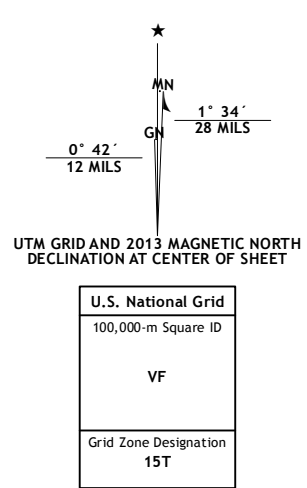 ★
MN
1° 34´
28 MILS
GN
0° 42´
12 MILS
UTM GRID AND 2013 MAGNETIC NORTH
DECLINATION AT CENTER OF SHEET
U.S. National Grid
100,000-m Square ID
VF
Grid Zone Designation
15T